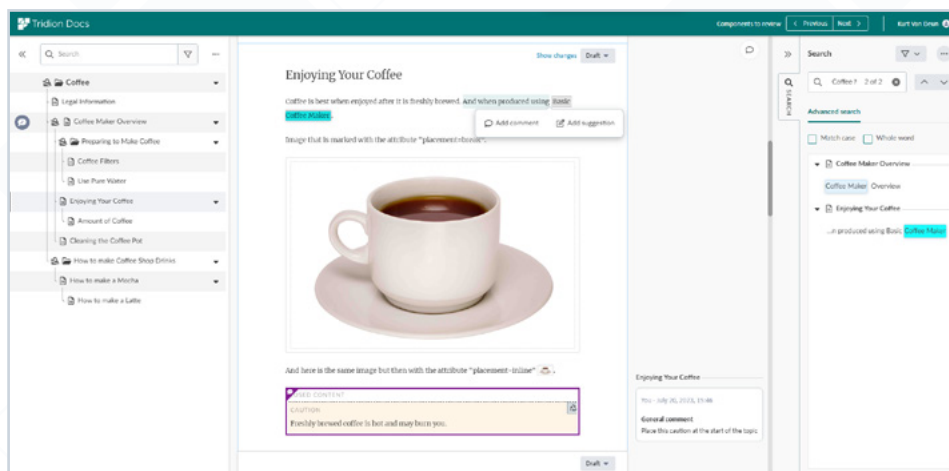 Tridion Docs
Components to review
Previous
Next
Kurt Van
Search
Coffee
Legal Information
Coffee Maker Overview
Preparing to Make Coffee
Coffee Filters
Use Pure Water
Enjoying Your Coffee
Amount of Coffee
Cleaning the Coffee Pot
How to make Coffee Shop Drinks
How to make a Mocha
How to make a Latte
Show changes
Draft
Enjoying Your Coffee
Coffee is best when enjoyed after it is freshly brewed. And when produced using Basic
Coffee Maker.
Add comment
Add suggestion
Image that is marked with the attribute "placement=break".
And here is the same image but then with the attribute "placement=inline" .
CONTENT
CAUTION
Freshly brewed coffee is hot and may burn you.
Draft
Enjoying Your Coffee
You - July 20, 2023,
General comment
Place this caution at the start of the topic
SEARCH
Search
Coffee 2 of 2
Advanced search
Match case
Whole word
Coffee Maker Overview
Coffee Maker Overview
Enjoying Your Coffee
...n produced using Basic Coffee Maker